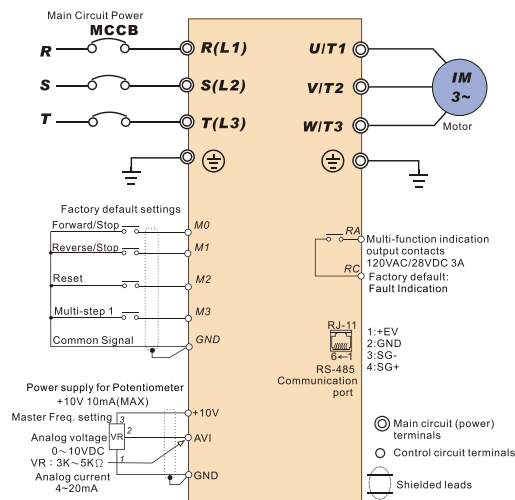 Main Circuit Power
MCCB
R R(L1) U/T1
S S(L2) V/T2
T T(L3) W/T3
IM
3~
Motor
Factory default settings
Forward/Stop M0
Reverse/Stop M1
Reset M2
Multi-step 1 M3
Common Signal GND
RA
Multi-function indication
output contacts
120VAC/28VDC 3A
RC
Factory default:
Fault Indication
RJ-11
6←1
RS-485
Communication
port
1:+EV
2:GND
3:SG-
4:SG+
Power supply for Potentiometer
+10V 10mA(MAX)
Master Freq. setting 3 +10V
Analog voltage VR 2 AVI
0～10VDC
VR：3K～5KΩ 1
Analog current GND
4~20mA
Main circuit (power)
terminals
Control circuit terminals
Shielded leads